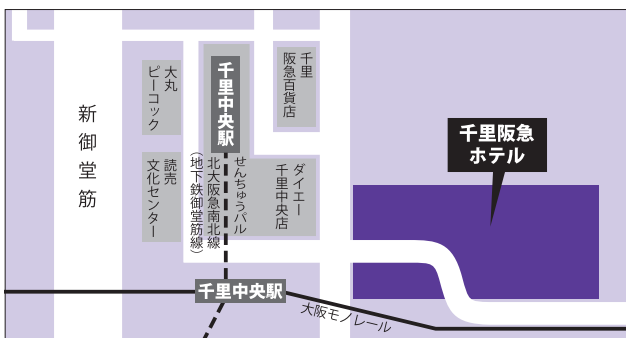 新御堂筋
大丸
ピーコック
読売
文化センター
千里中央駅
千里
阪急百貨店
せんちゅうパル
北大阪急南北線
(地下鉄御堂筋線)
ダイエー
千里中央店
千里阪急
ホテル
千里中央駅
大阪モノレール